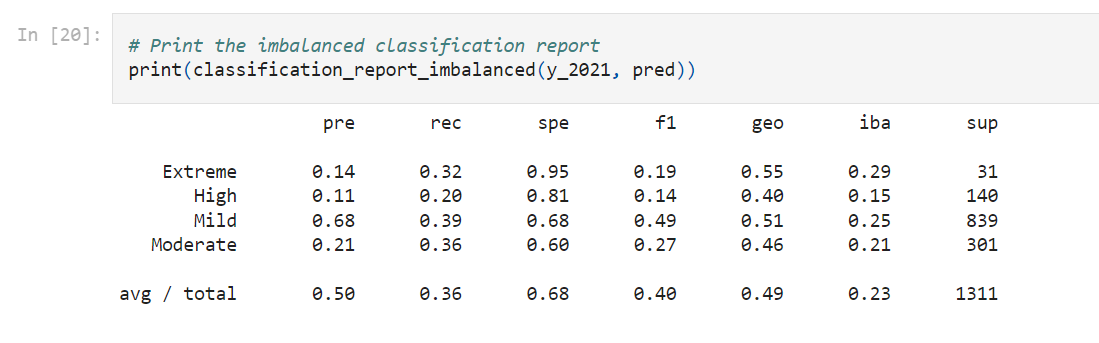 In [20]:
# Print the imbalanced classification report
print(classification_report_imbalanced(y_2021, pred))
pre rec spe f1 geo iba sup
Extreme 0.14 0.32 0.95 0.19 0.55 0.29 31
High 0.11 0.20 0.81 0.14 0.40 0.15 140
Mild 0.68 0.39 0.68 0.49 0.51 0.25 839
Moderate 0.21 0.36 0.60 0.27 0.46 0.21 301
avg / total 0.50 0.36 0.68 0.40 0.49 0.23 1311